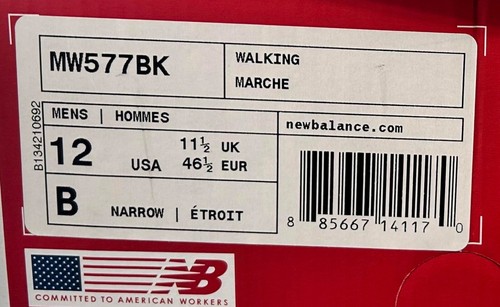 MW577BK
WALKING
MARCHE
B134210692
MENS | HOMMES
12 USA
11½ UK
46½ EUR
B NARROW | ÉTROIT
newbalance.com
8 85667 14117 0
NB
COMMITTED TO AMERICAN WORKERS